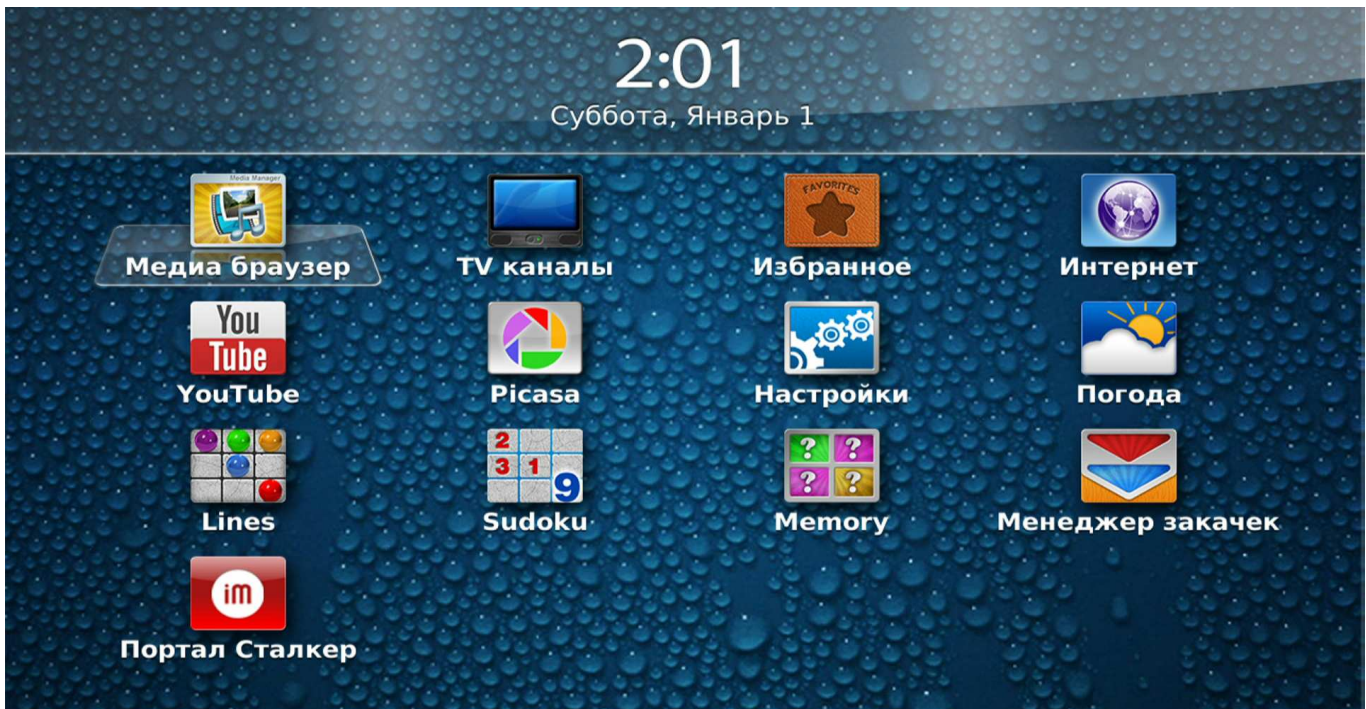 2:01
Суббота, Январь 1
Media Manager
FAVORITES
Медиа браузер
TV каналы
Избранное
Интернет
You
Tube
YouTube
Picasa
Настройки
Погода
2
3 1
9
? ?
? ?
Lines
Sudoku
Memory
Менеджер закачек
im
Портал Сталкер